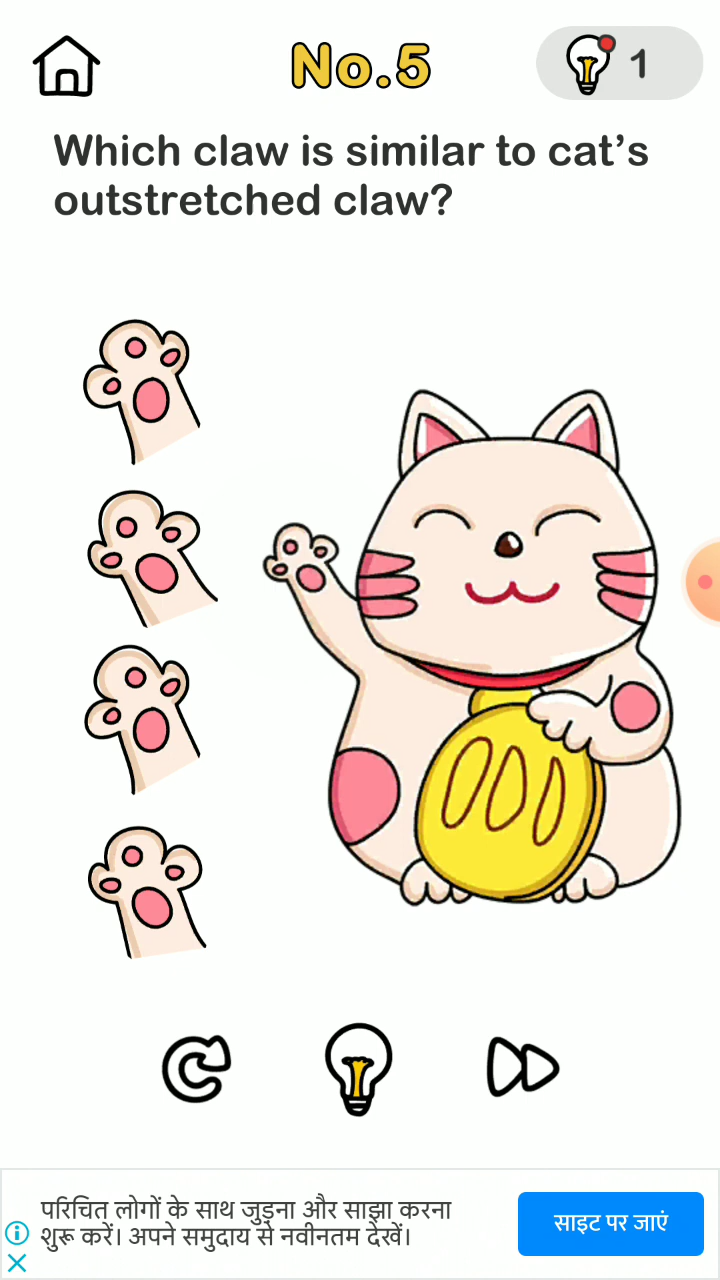 No.5
1
Which claw is similar to cat’s
outstretched claw?
परिचित लोगों के साथ जुड़ना और साझा करना
शुरू करें। अपने समुदाय से नवीनतम देखें।
साइट पर जाएं